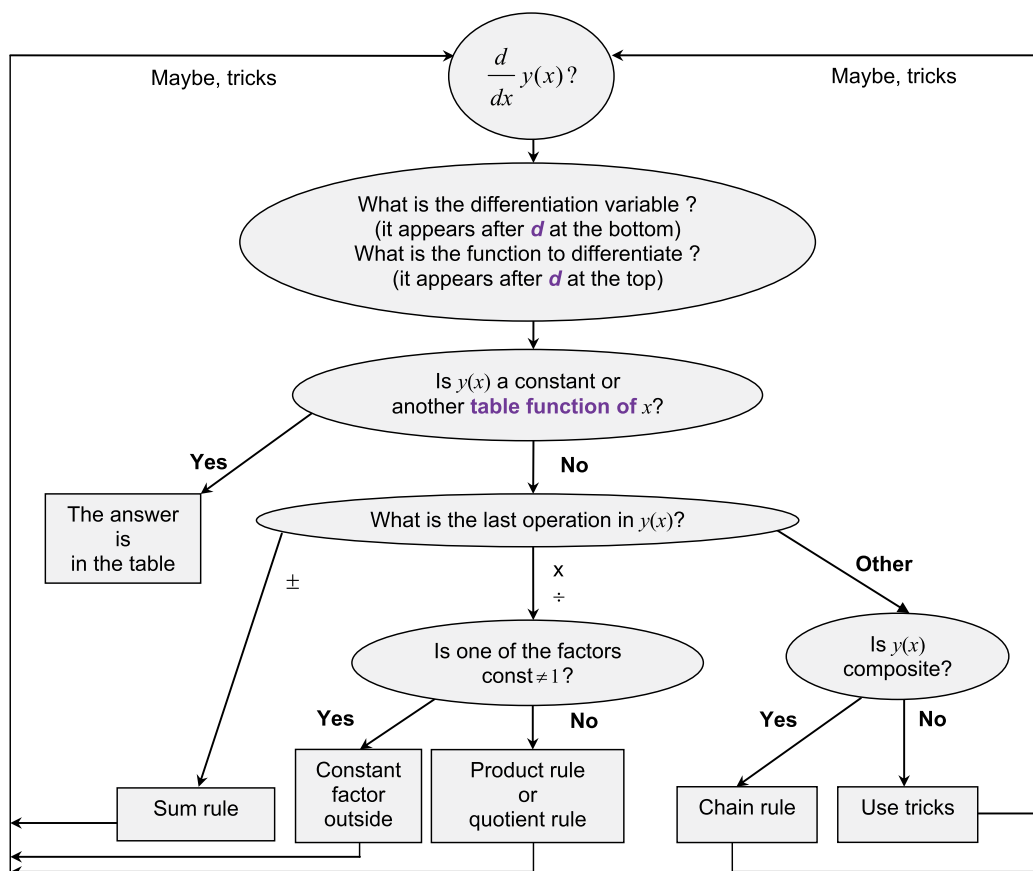 d
dx
y(x)?
Maybe, tricks
Maybe, tricks
What is the differentiation variable ?
(it appears after d at the bottom)
What is the function to differentiate ?
(it appears after d at the top)
Is y(x) a constant or
another table function of x?
Yes
No
The answer
is
in the table
What is the last operation in y(x)?
±
x
÷
Other
Is one of the factors
const ≠ 1?
Is y(x)
composite?
Yes
No
Yes
No
Sum rule
Constant
factor
outside
Product rule
or
quotient rule
Chain rule
Use tricks